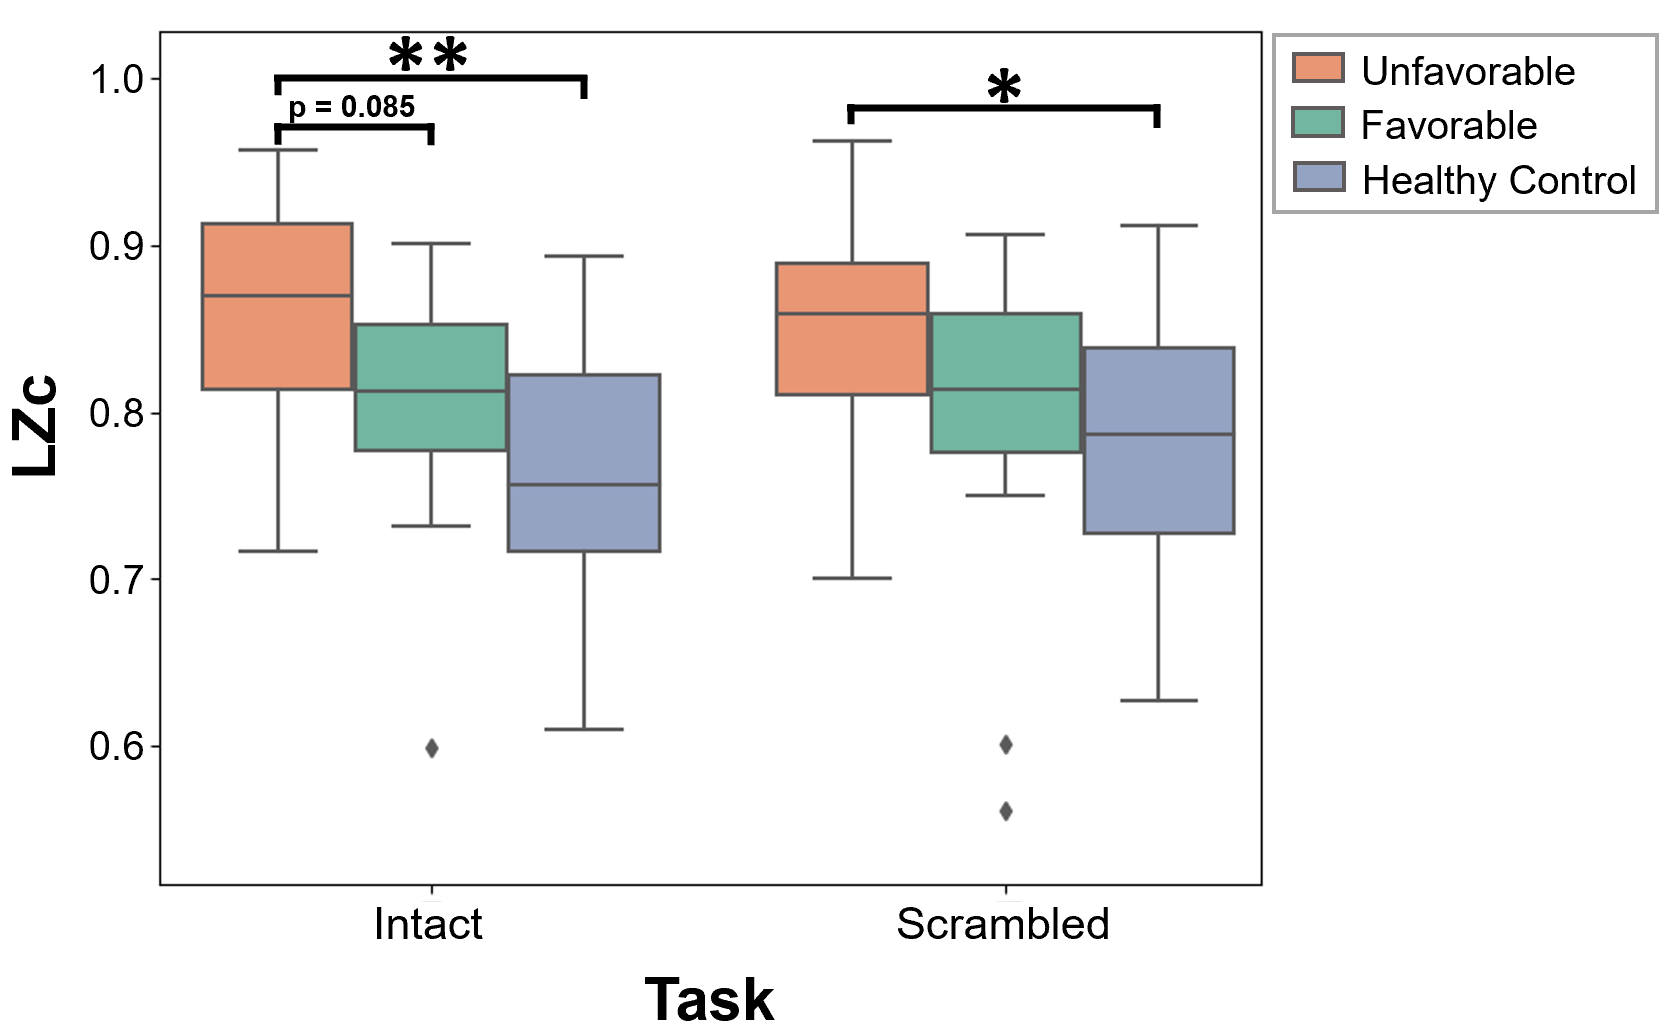 **
p = 0.085
*
Unfavorable
Favorable
Healthy Control
1.0
0.9
0.8
0.7
0.6
LZc
Intact
Scrambled
Task